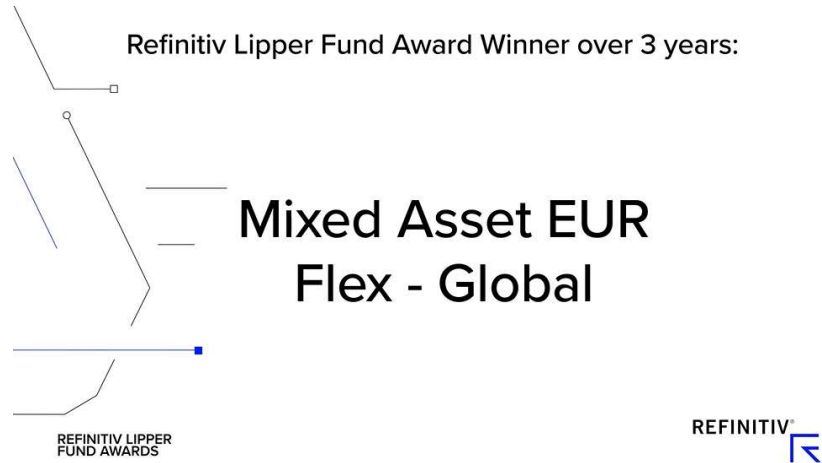 Refinitiv Lipper Fund Award Winner over 3 years:
Mixed Asset EUR
Flex - Global
REFINITIV LIPPER
FUND AWARDS
REFINITIV®